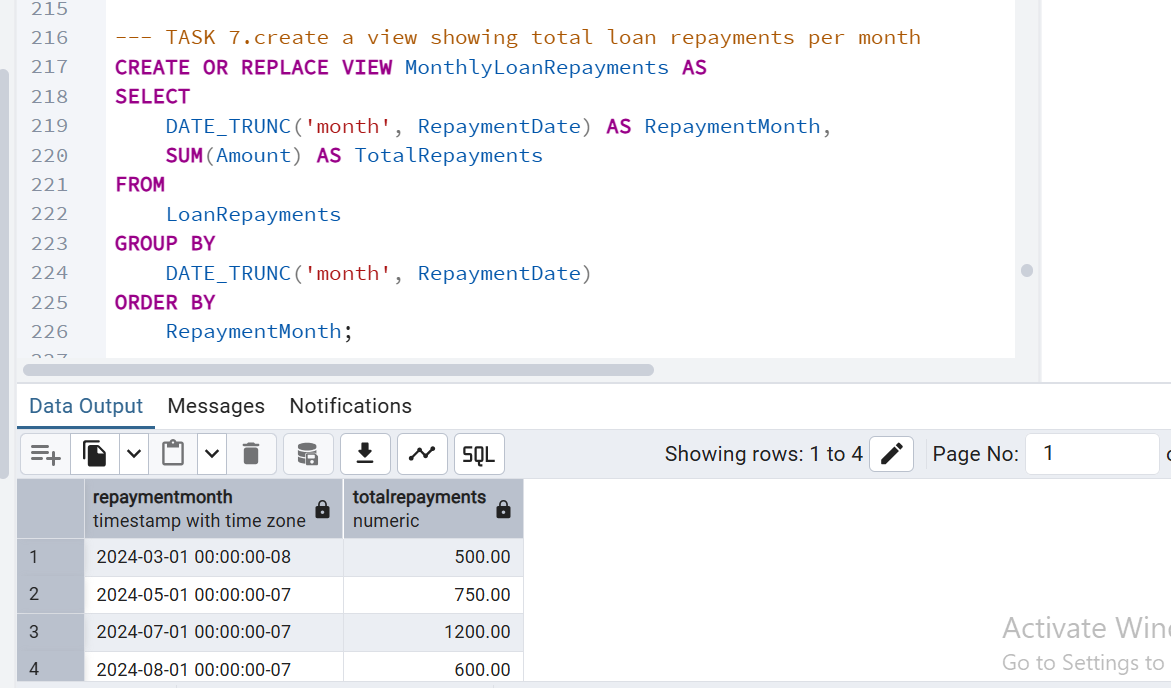 215
216 --- TASK 7.create a view showing total loan repayments per month
217 CREATE OR REPLACE VIEW MonthlyLoanRepayments AS
218 SELECT
219 DATE_TRUNC('month', RepaymentDate) AS RepaymentMonth,
220 SUM(Amount) AS TotalRepayments
221 FROM
222 LoanRepayments
223 GROUP BY
224 DATE_TRUNC('month', RepaymentDate)
225 ORDER BY
226 RepaymentMonth;
Data Output Messages Notifications
SQL Showing rows: 1 to 4 Page No: 1
repaymentmonth totalrepayments
timestamp with time zone numeric
1 2024-03-01 00:00:00-08 500.00
2 2024-05-01 00:00:00-07 750.00
3 2024-07-01 00:00:00-07 1200.00
4 2024-08-01 00:00:00-07 600.00
Activate Win
Go to Settings to